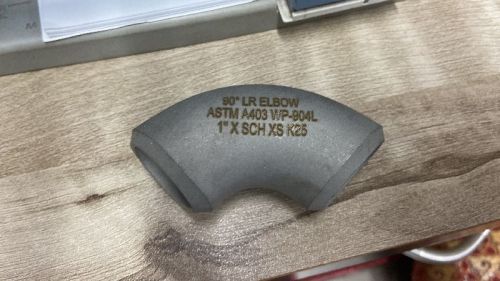 90° LR ELBOW
ASTM A403 WP-904L
1" X SCH XS K25